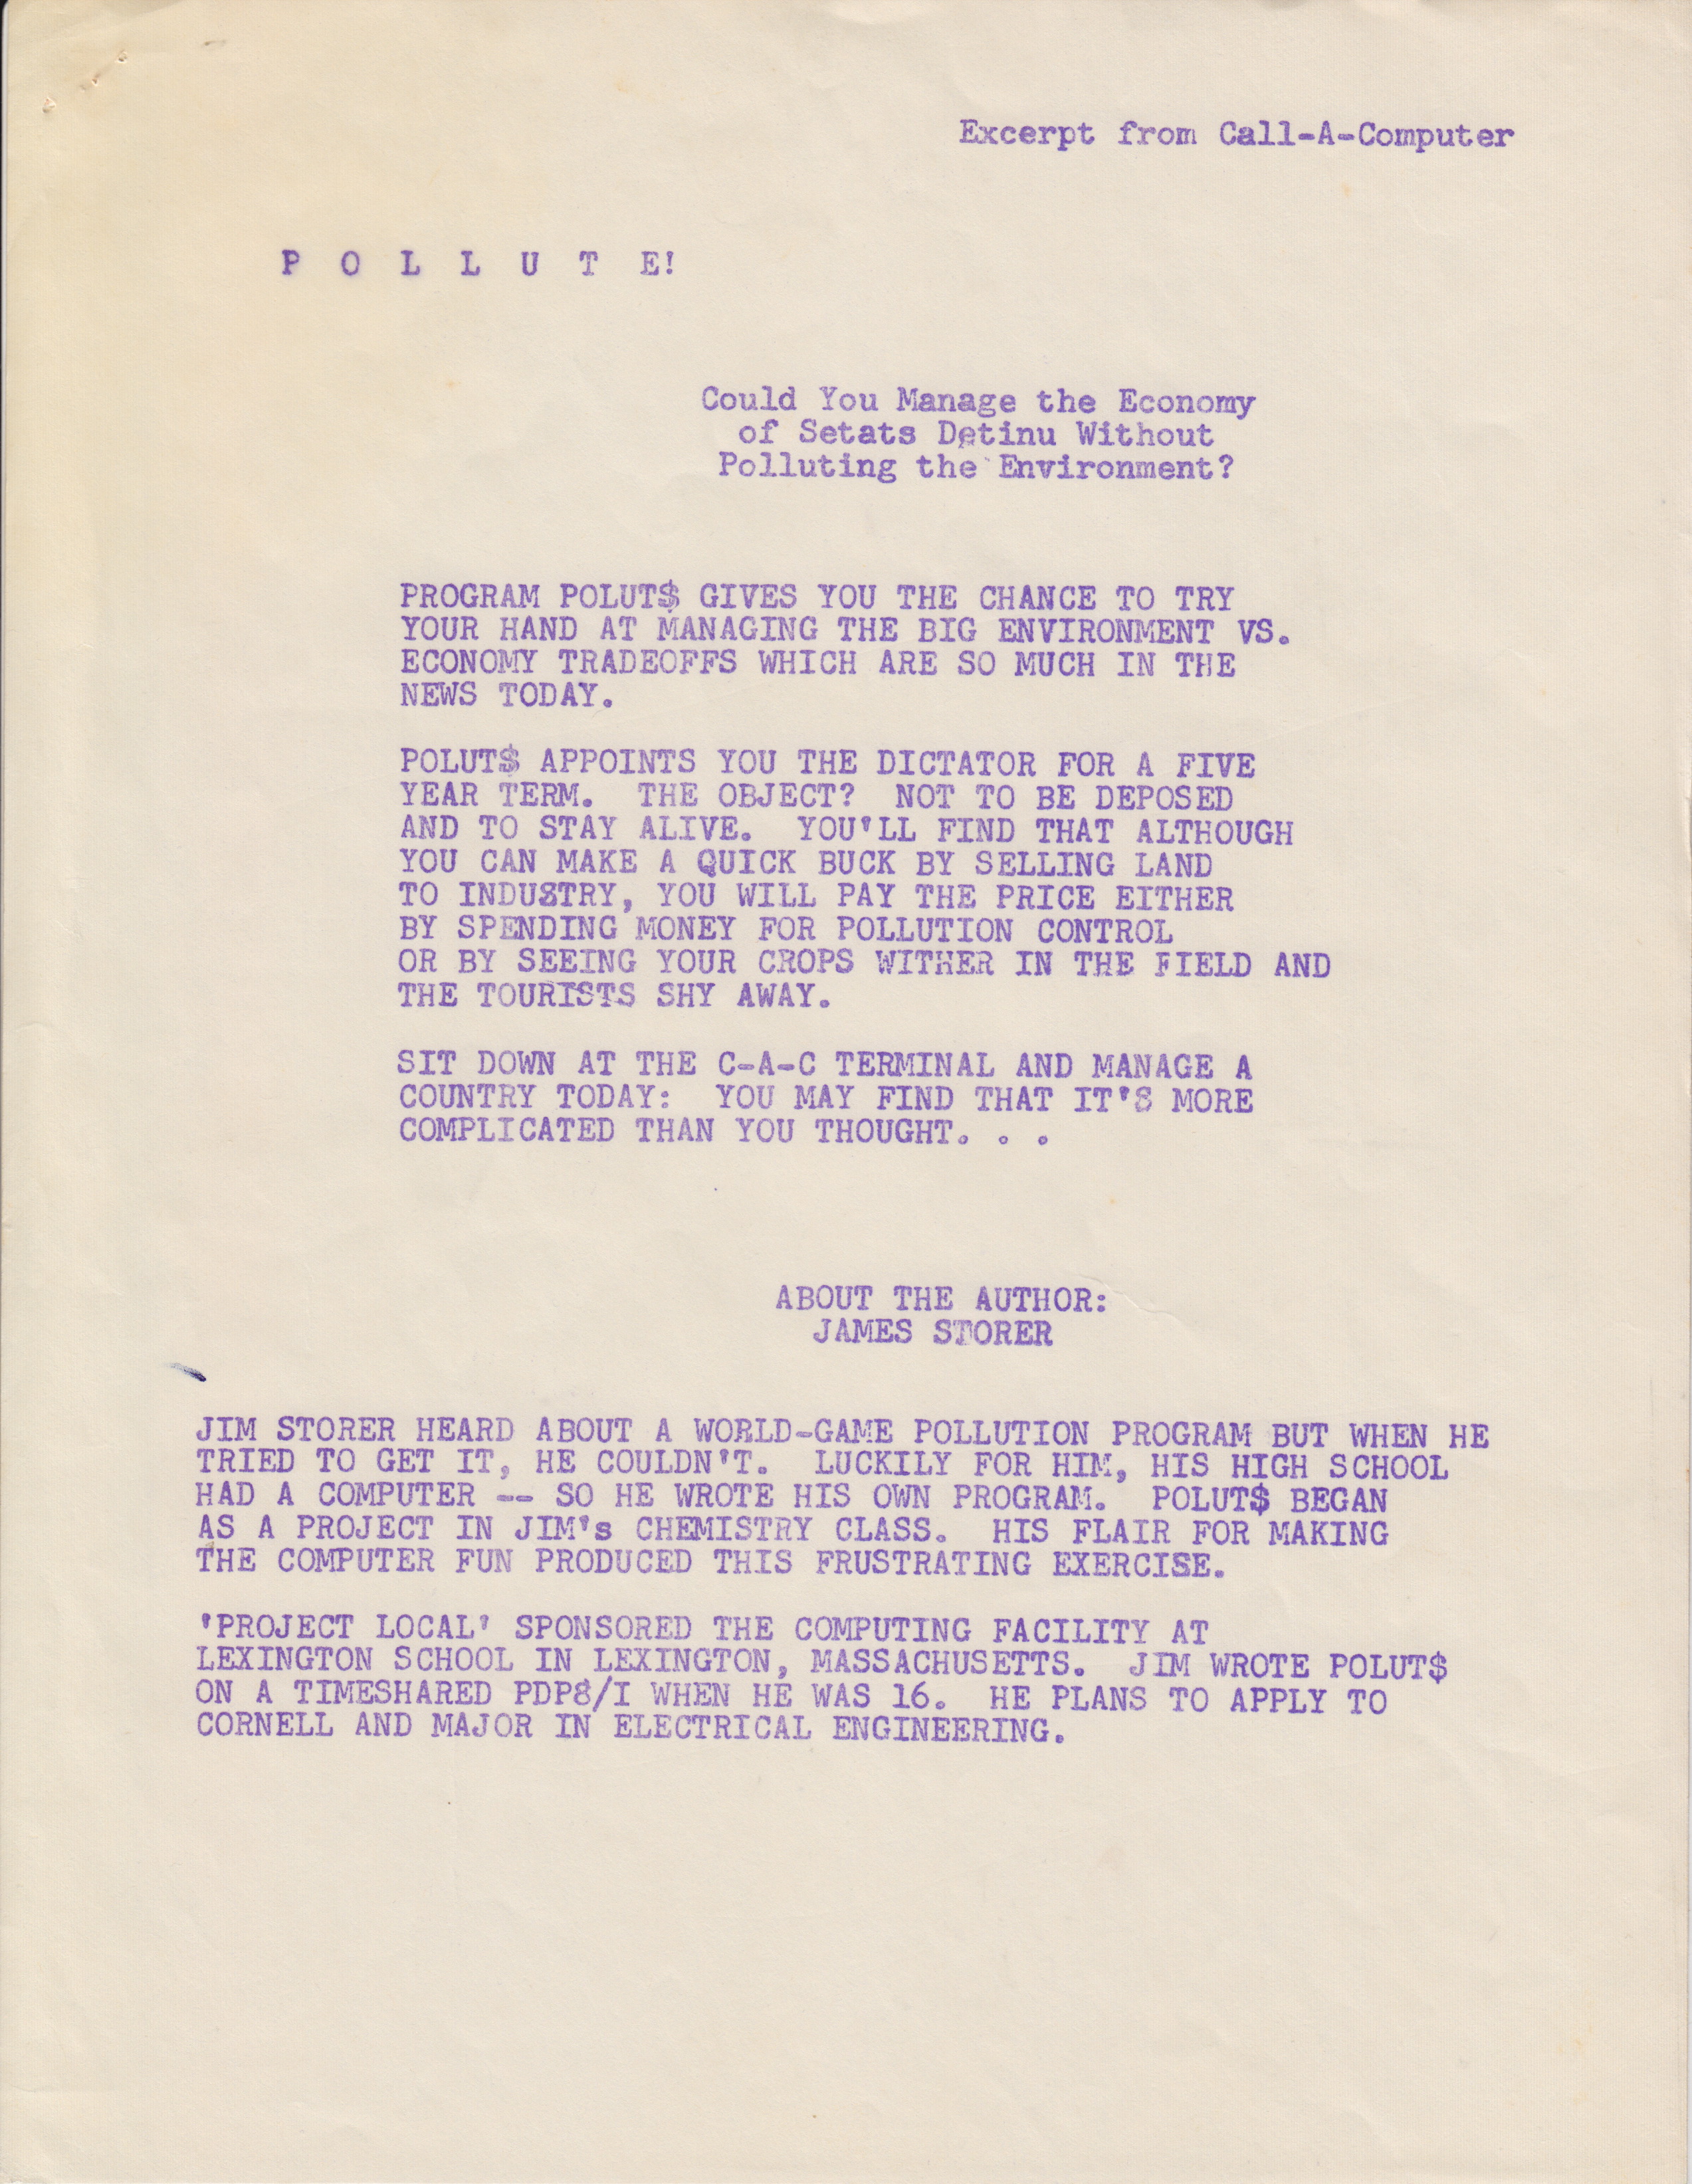 Excerpt from Call-A-Computer
P O L L U T E!
Could You Manage the Economy
of Setats Detinu Without
Polluting the Environment?
PROGRAM POLUT$ GIVES YOU THE CHANCE TO TRY
YOUR HAND AT MANAGING THE BIG ENVIRONMENT VS.
ECONOMY TRADEOFFS WHICH ARE SO MUCH IN THE
NEWS TODAY.
POLUT$ APPOINTS YOU THE DICTATOR FOR A FIVE
YEAR TERM. THE OBJECT? NOT TO BE DEPOSED
AND TO STAY ALIVE. YOU'LL FIND THAT ALTHOUGH
YOU CAN MAKE A QUICK BUCK BY SELLING LAND
TO INDUSTRY, YOU WILL PAY THE PRICE EITHER
BY SPENDING MONEY FOR POLLUTION CONTROL
OR BY SEEING YOUR CROPS WITHER IN THE FIELD AND
THE TOURISTS SHY AWAY.
SIT DOWN AT THE C-A-C TERMINAL AND MANAGE A
COUNTRY TODAY: YOU MAY FIND THAT IT'S MORE
COMPLICATED THAN YOU THOUGHT. . .
ABOUT THE AUTHOR:
JAMES STORER
JIM STORER HEARD ABOUT A WORLD-GAME POLLUTION PROGRAM BUT WHEN HE
TRIED TO GET IT, HE COULDN'T. LUCKILY FOR HIM, HIS HIGH SCHOOL
HAD A COMPUTER -- SO HE WROTE HIS OWN PROGRAM. POLUT$ BEGAN
AS A PROJECT IN JIM's CHEMISTRY CLASS. HIS FLAIR FOR MAKING
THE COMPUTER FUN PRODUCED THIS FRUSTRATING EXERCISE.
'PROJECT LOCAL' SPONSORED THE COMPUTING FACILITY AT
LEXINGTON SCHOOL IN LEXINGTON, MASSACHUSETTS. JIM WROTE POLUT$
ON A TIMESHARED PDP8/I WHEN HE WAS 16. HE PLANS TO APPLY TO
CORNELL AND MAJOR IN ELECTRICAL ENGINEERING.